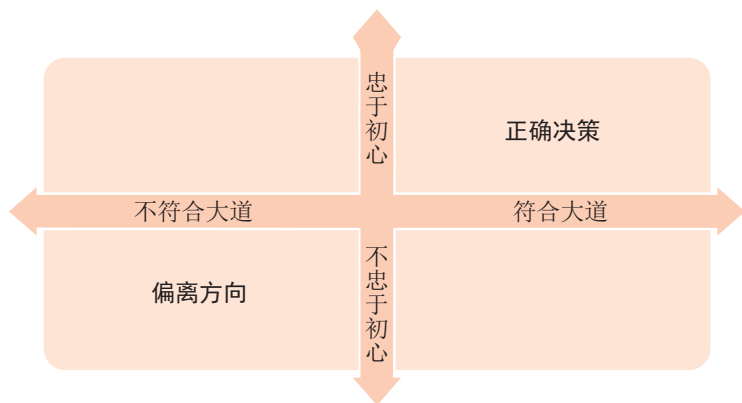 忠于初心
正确决策
不符合大道
符合大道
偏离方向
不忠于初心